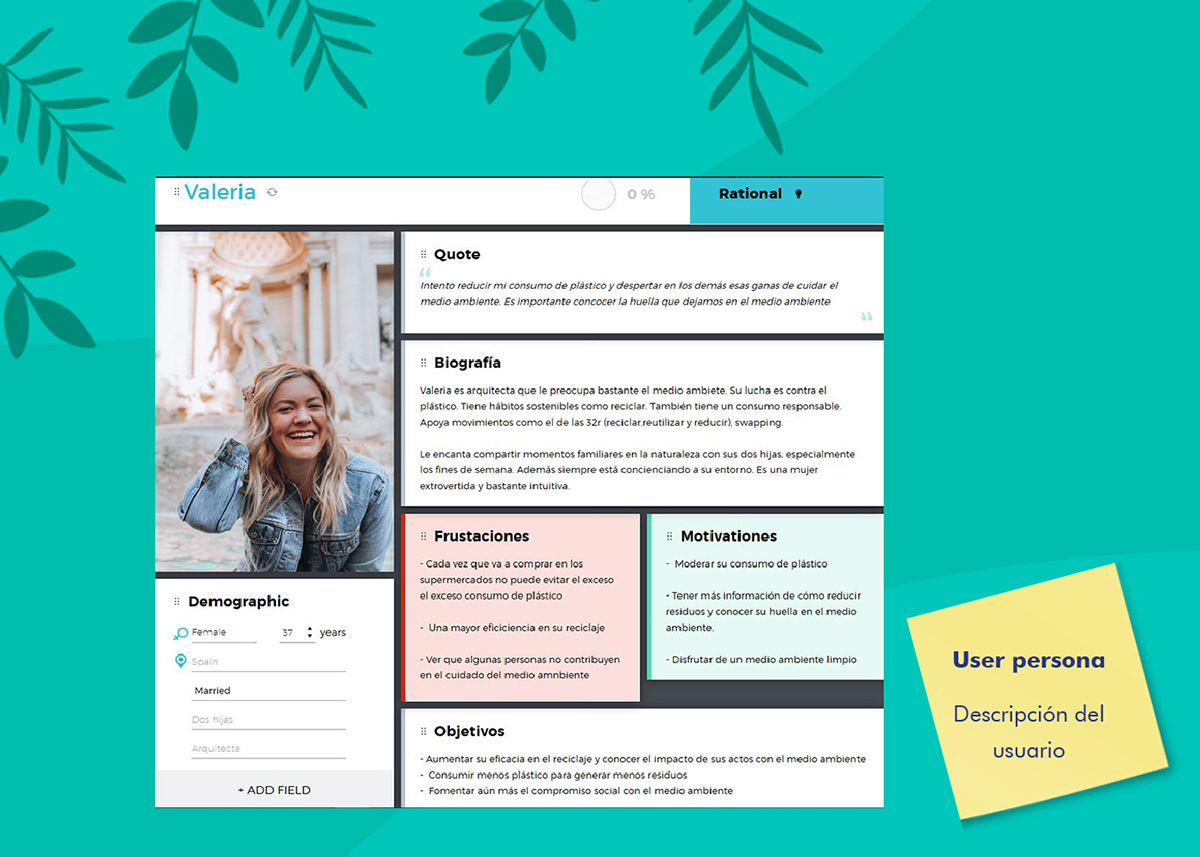 Valeria
0 %
Rational
Quote
Intento reducir mi consumo de plástico y despertar en los demás esas ganas de cuidar el
medio ambiente. Es importante concocer la huella que dejamos en el medio ambiente
Biografía
Valeria es arquitecta que le preocupa bastante el medio ambiete. Su lucha es contra el
plástico. Tiene hábitos sostenibles como reciclar. También tiene un consumo responsable.
Apoya movimientos como el de las 32r (reciclar,reutilizar y reducir), swapping.
Le encanta compartir momentos familiares en la naturaleza con sus dos hijas, especialmente
los fines de semana. Además siempre está concienciando a su entorno. Es una mujer
extrovertida y bastante intuitiva.
Frustaciones
- Cada vez que va a comprar en los
supermercados no puede evitar el exceso
el exceso consumo de plástico
- Una mayor eficiciencia en su reciclaje
- Ver que algunas personas no contribuyen
en el cuidado del medio amnbiente
Motivationes
- Moderar su consumo de plástico
- Tener más información de cómo reducir
residuos y conocer su huella en el medio
ambiente.
- Disfrutar de un medio ambiente limpio
Demographic
Female 37 years
Spain
Married
Dos hijas
Arquitecta
+ ADD FIELD
Objetivos
- Aumentar su eficacia en el reciclaje y conocer el impacto de sus actos con el medio ambiente
- Consumir menos plástico para generar menos residuos
- Fomentar aún más el compromiso social con el medio ambiente
User persona
Descripción del
usuario